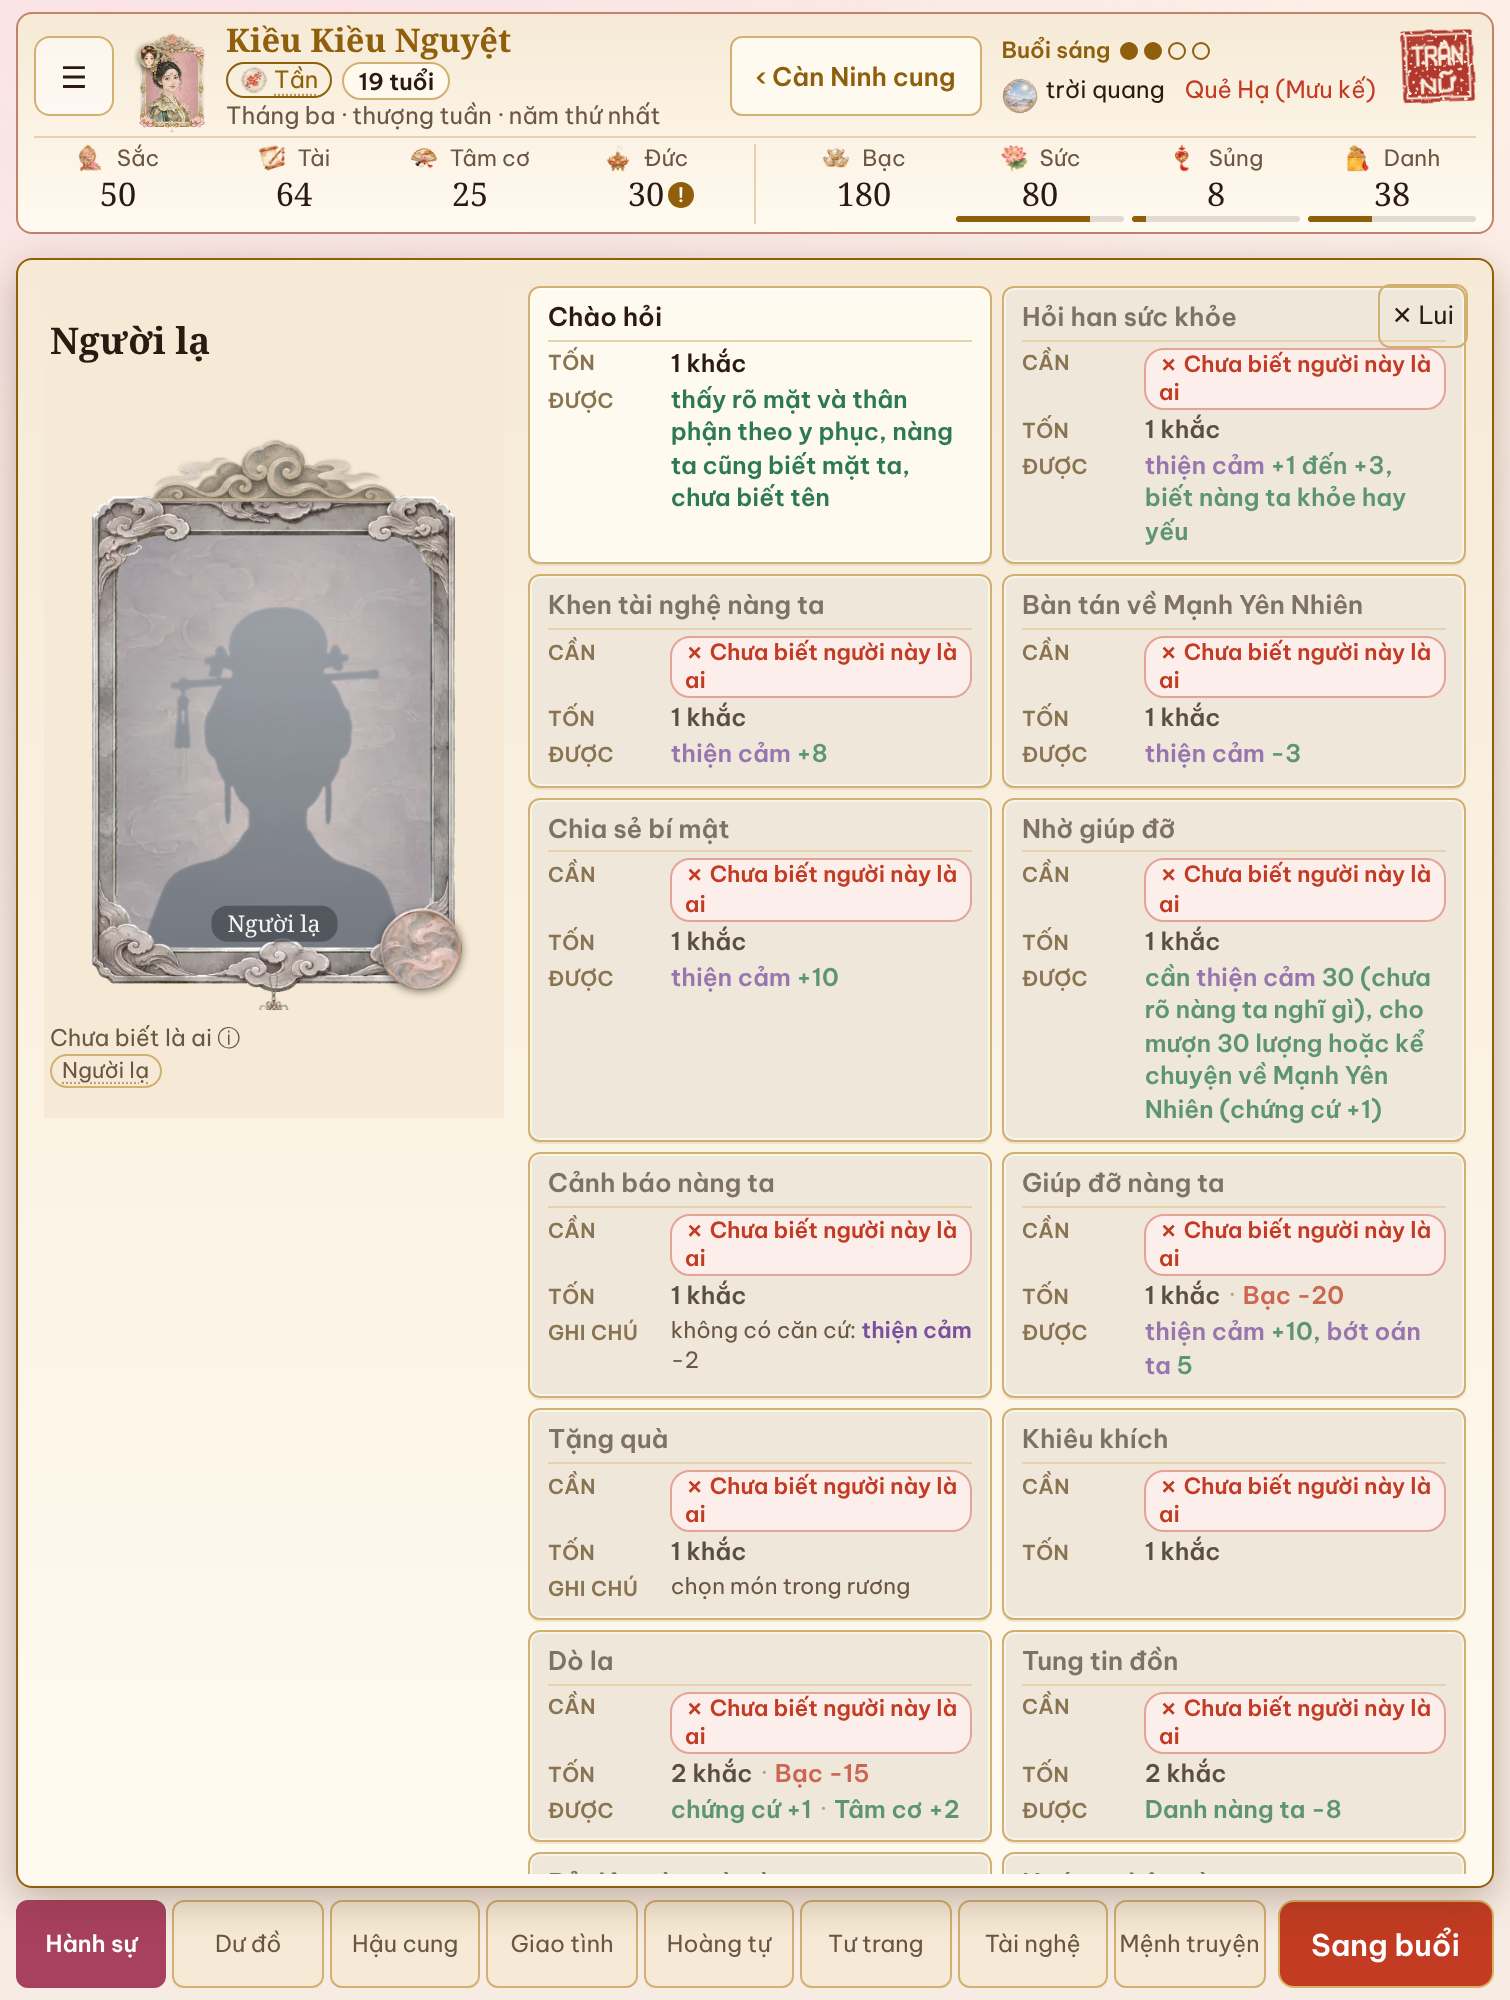 ☰
Kiều Kiều Nguyệt
Tần
19 tuổi
Tháng ba · thượng tuần · năm thứ nhất
‹ Càn Ninh cung
Buổi sáng
trời quang
Quẻ Hạ (Mưu kế)
TRÂN NỮ
Sắc
50
Tài
64
Tâm cơ
25
Đức
30 !
Bạc
180
Sức
80
Sủng
8
Danh
38
Người lạ
Người lạ
Chưa biết là ai ⓘ
Người lạ
× Lui
Chào hỏi
TỐN 1 khắc
ĐƯỢC thấy rõ mặt và thân
phận theo y phục, nàng
ta cũng biết mặt ta,
chưa biết tên
Hỏi han sức khỏe
CẦN × Chưa biết người này là
ai
TỐN 1 khắc
ĐƯỢC thiện cảm +1 đến +3,
biết nàng ta khỏe hay
yếu
Khen tài nghệ nàng ta
CẦN × Chưa biết người này là
ai
TỐN 1 khắc
ĐƯỢC thiện cảm +8
Bàn tán về Mạnh Yên Nhiên
CẦN × Chưa biết người này là
ai
TỐN 1 khắc
ĐƯỢC thiện cảm -3
Chia sẻ bí mật
CẦN × Chưa biết người này là
ai
TỐN 1 khắc
ĐƯỢC thiện cảm +10
Nhờ giúp đỡ
CẦN × Chưa biết người này là
ai
TỐN 1 khắc
ĐƯỢC cần thiện cảm 30 (chưa
rõ nàng ta nghĩ gì), cho
mượn 30 lượng hoặc kể
chuyện về Mạnh Yên
Nhiên (chứng cứ +1)
Cảnh báo nàng ta
CẦN × Chưa biết người này là
ai
TỐN 1 khắc
GHI CHÚ không có căn cứ: thiện cảm
-2
Giúp đỡ nàng ta
CẦN × Chưa biết người này là
ai
TỐN 1 khắc · Bạc -20
ĐƯỢC thiện cảm +10, bớt oán
ta 5
Tặng quà
CẦN × Chưa biết người này là
ai
TỐN 1 khắc
GHI CHÚ chọn món trong rương
Khiêu khích
CẦN × Chưa biết người này là
ai
TỐN 1 khắc
Dò la
CẦN × Chưa biết người này là
ai
TỐN 2 khắc · Bạc -15
ĐƯỢC chứng cứ +1 · Tâm cơ +2
Tung tin đồn
CẦN × Chưa biết người này là
ai
TỐN 2 khắc
ĐƯỢC Danh nàng ta -8
Hành sự
Dư đồ
Hậu cung
Giao tình
Hoàng tự
Tư trang
Tài nghệ
Mệnh truyện
Sang buổi